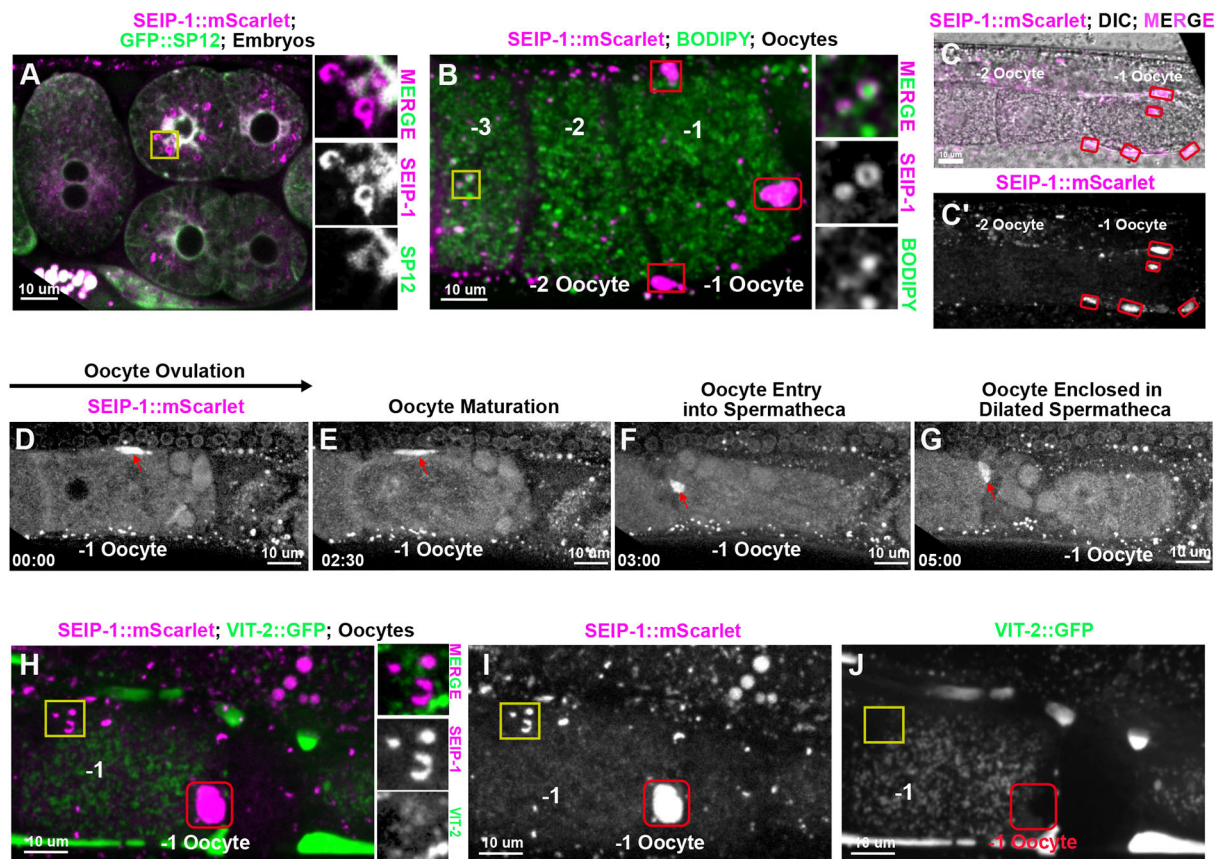 SEIP-1::mScarlet;
GFP::SP12; Embryos
A
10 um
MERGE
SEIP-1
SP12
SEIP-1::mScarlet; BODIPY; Oocytes
B
-3
-2
-1
-2 Oocyte
-1 Oocyte
10 um
MERGE
SEIP-1
BODIPY
SEIP-1::mScarlet; DIC; MERGE
C
-2 Oocyte
-1 Oocyte
10 um
SEIP-1::mScarlet
C'
-2 Oocyte
-1 Oocyte
Oocyte Ovulation
SEIP-1::mScarlet
D
00:00
-1 Oocyte
10 um
Oocyte Maturation
E
02:30
-1 Oocyte
10 um
Oocyte Entry
into Spermatheca
F
03:00
-1 Oocyte
10 um
Oocyte Enclosed in
Dilated Spermatheca
G
05:00
-1 Oocyte
10 um
SEIP-1::mScarlet; VIT-2::GFP; Oocytes
H
-1
-1 Oocyte
10 um
MERGE
SEIP-1
VIT-2
SEIP-1::mScarlet
I
-1
-1 Oocyte
10 um
VIT-2::GFP
J
-1
-1 Oocyte
10 um